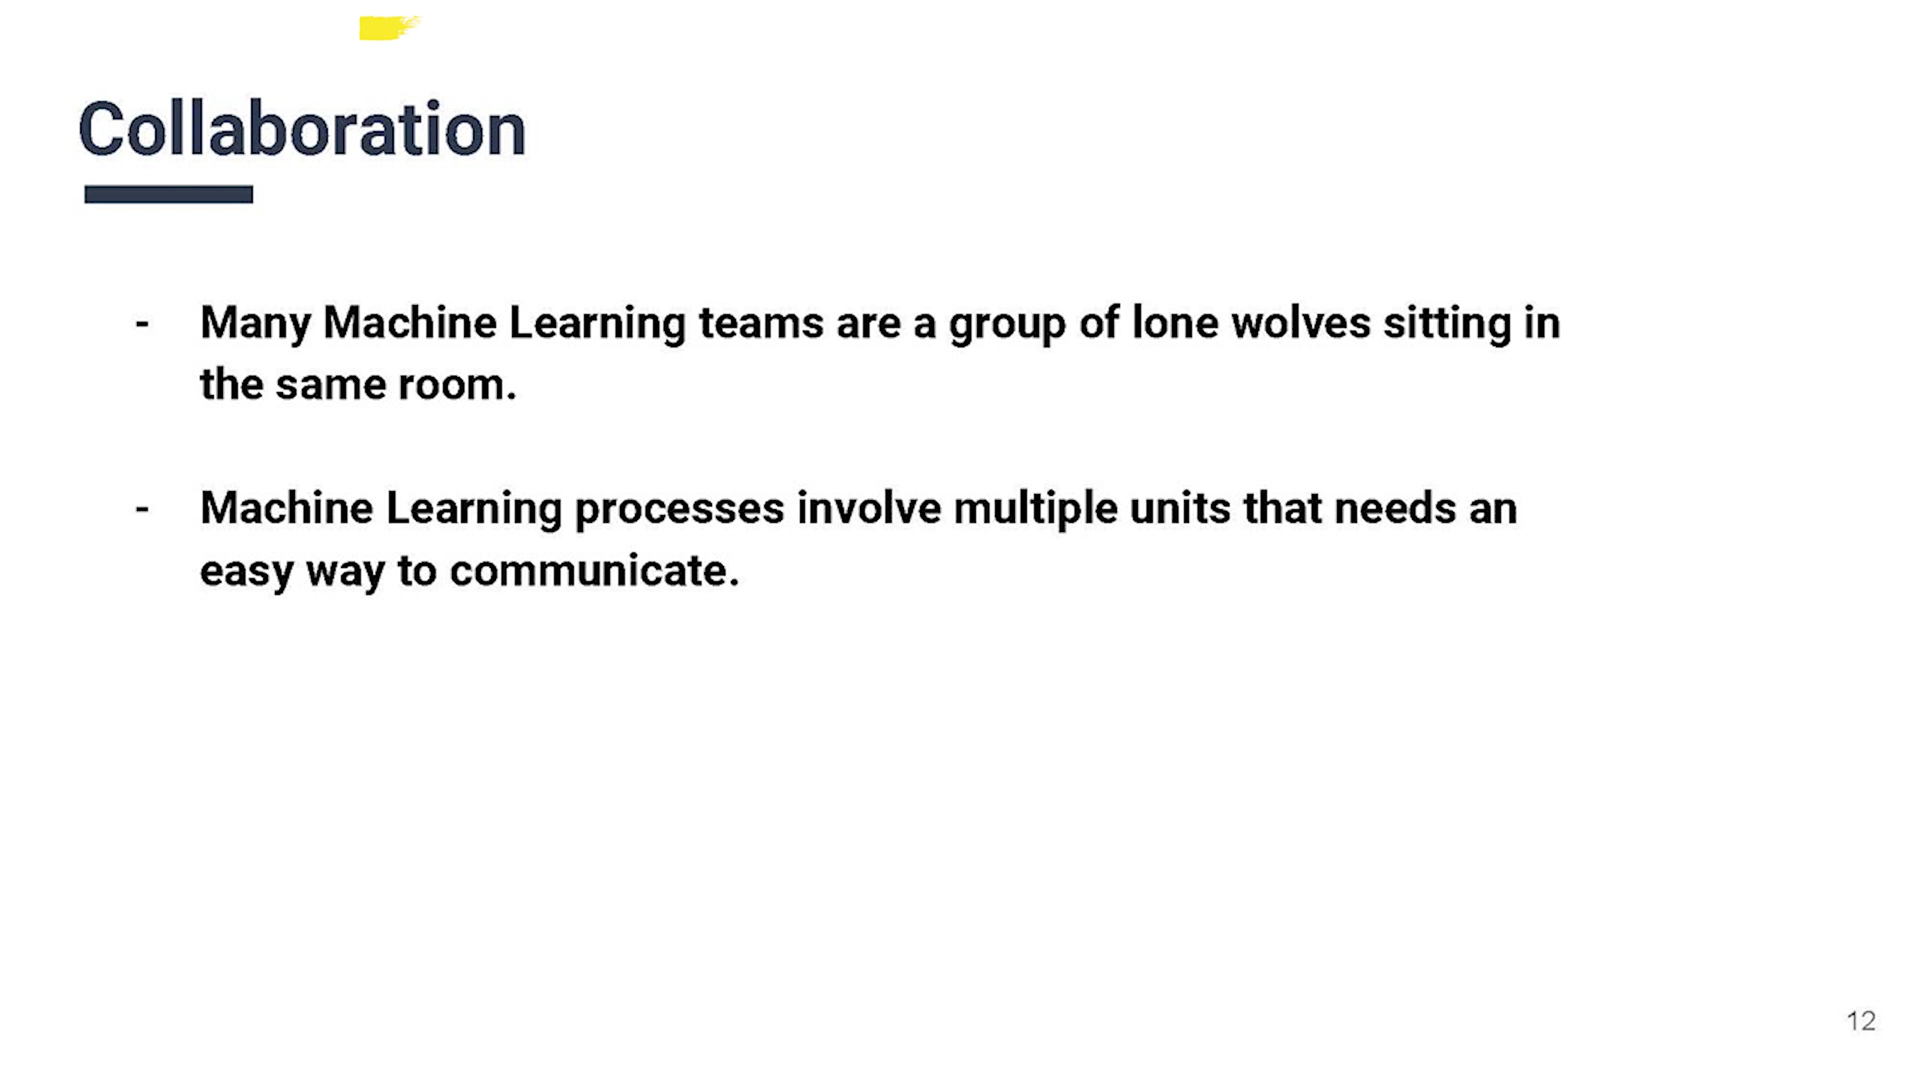 Collaboration
- Many Machine Learning teams are a group of lone wolves sitting in
the same room.
- Machine Learning processes involve multiple units that needs an
easy way to communicate.
12